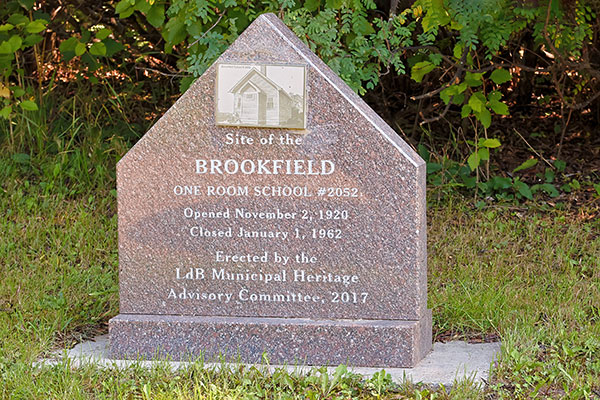 Site of the
BROOKFIELD
ONE ROOM SCHOOL #2052
Opened November 2, 1920
Closed January 1, 1962
Erected by the
LdB Municipal Heritage
Advisory Committee, 2017